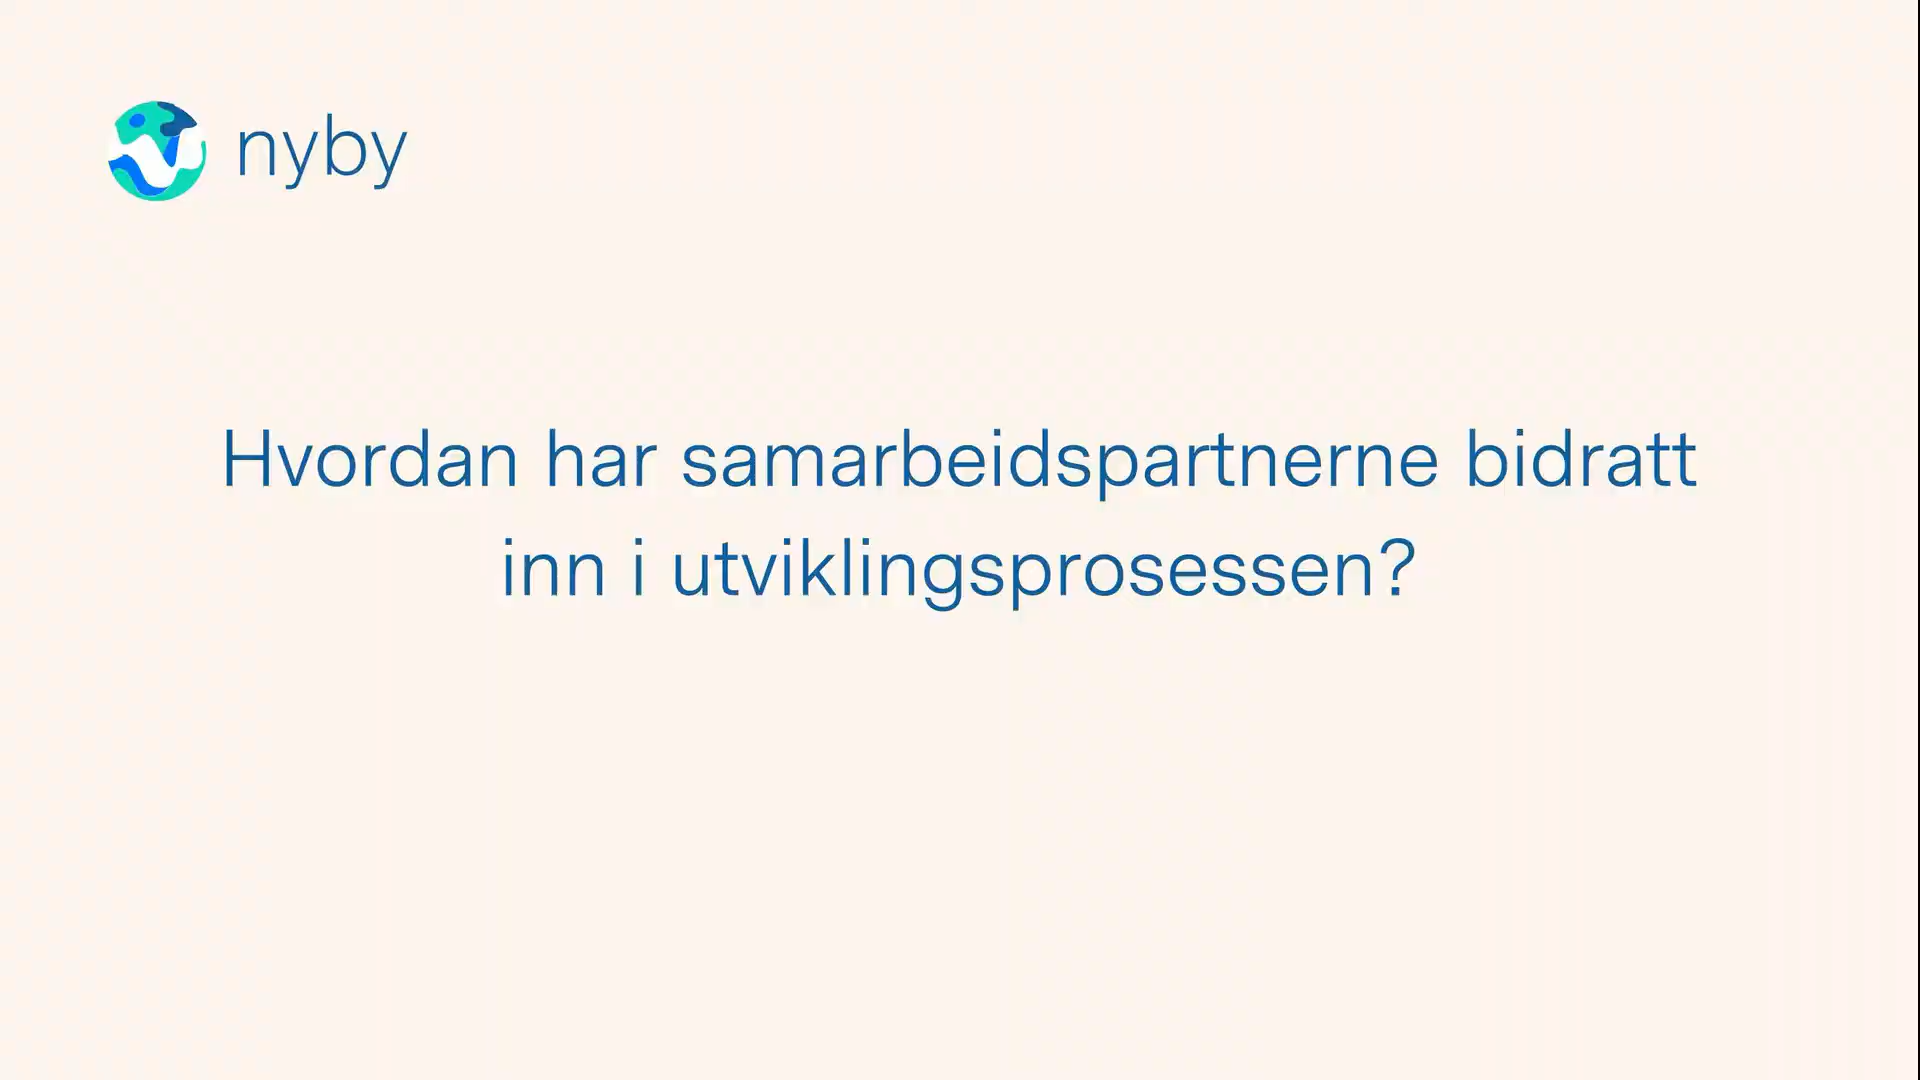 nyby
Hvordan har samarbeidspartnerne bidratt
inn i utviklingsprosessen?